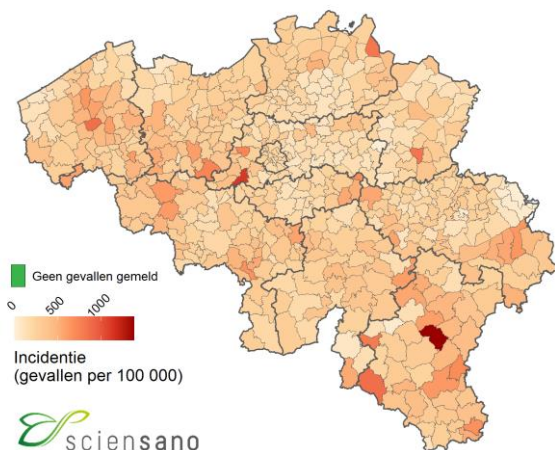 Geen gevallen gemeld
0 500 1000
Incidentie
(gevallen per 100 000)
sciensano